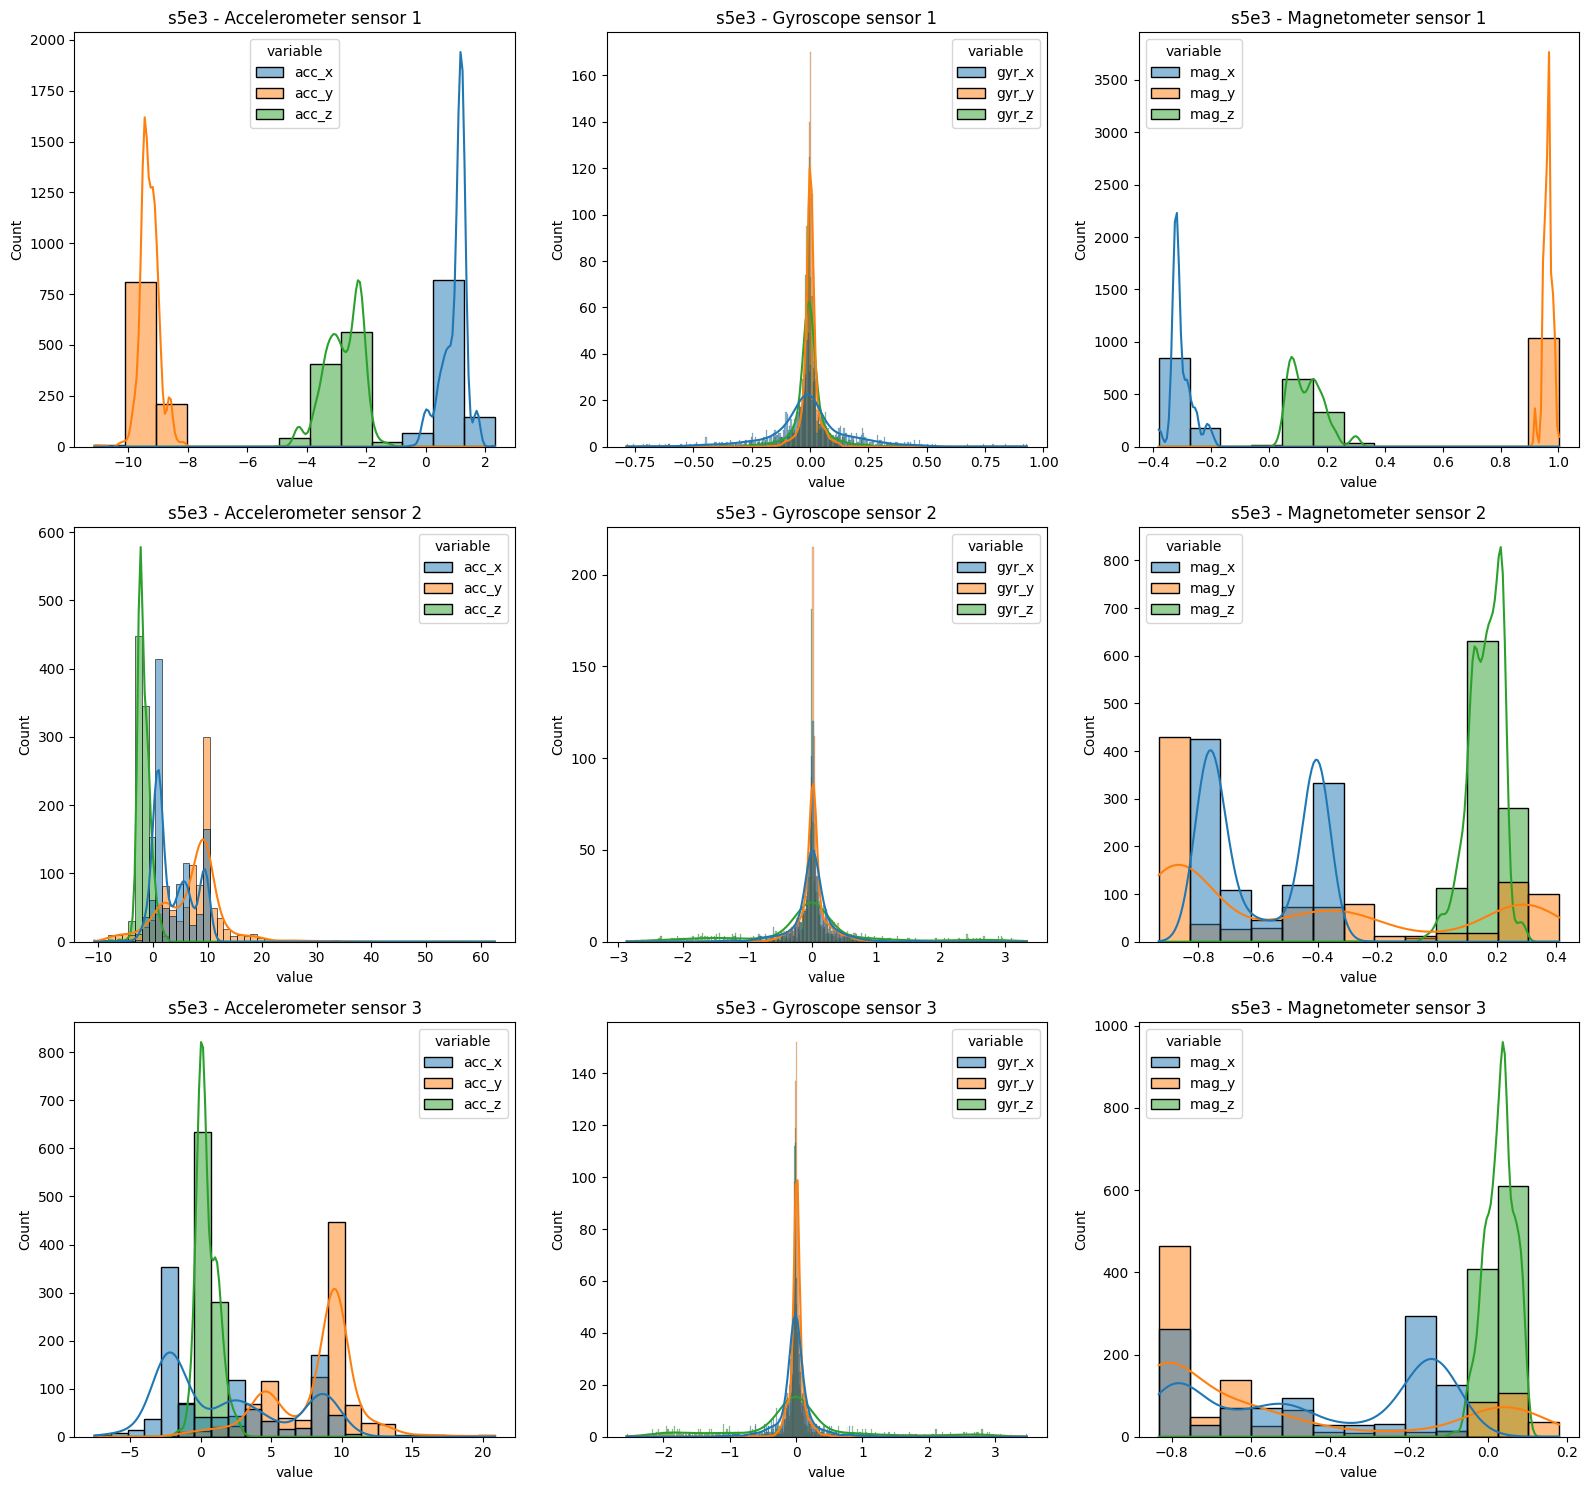 s5e3 - Accelerometer sensor 1
variable
acc_x
acc_y
acc_z
Count
2000
1750
1500
1250
1000
750
500
250
0
−10 −8 −6 −4 −2 0 2
value
s5e3 - Gyroscope sensor 1
variable
gyr_x
gyr_y
gyr_z
Count
160
140
120
100
80
60
40
20
0
−0.75 −0.50 −0.25 0.00 0.25 0.50 0.75 1.00
value
s5e3 - Magnetometer sensor 1
variable
mag_x
mag_y
mag_z
Count
3500
3000
2500
2000
1500
1000
500
0
−0.4 −0.2 0.0 0.2 0.4 0.6 0.8 1.0
value
s5e3 - Accelerometer sensor 2
variable
acc_x
acc_y
acc_z
Count
600
500
400
300
200
100
0
−10 0 10 20 30 40 50 60
value
s5e3 - Gyroscope sensor 2
variable
gyr_x
gyr_y
gyr_z
Count
200
150
100
50
0
−3 −2 −1 0 1 2 3
value
s5e3 - Magnetometer sensor 2
variable
mag_x
mag_y
mag_z
Count
800
700
600
500
400
300
200
100
0
−0.8 −0.6 −0.4 −0.2 0.0 0.2 0.4
value
s5e3 - Accelerometer sensor 3
variable
acc_x
acc_y
acc_z
Count
800
700
600
500
400
300
200
100
0
−5 0 5 10 15 20
value
s5e3 - Gyroscope sensor 3
variable
gyr_x
gyr_y
gyr_z
Count
140
120
100
80
60
40
20
0
−2 −1 0 1 2 3
value
s5e3 - Magnetometer sensor 3
variable
mag_x
mag_y
mag_z
Count
1000
800
600
400
200
0
−0.8 −0.6 −0.4 −0.2 0.0 0.2
value